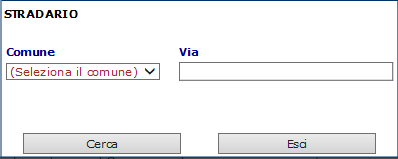 STRADARIO
Comune Via
(Seleziona il comune)
Cerca Esci